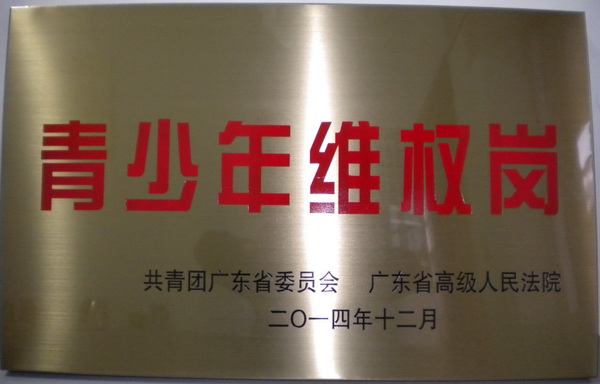 青少年维权岗
共青团广东省委员会 广东省高级人民法院
二〇一四年十二月